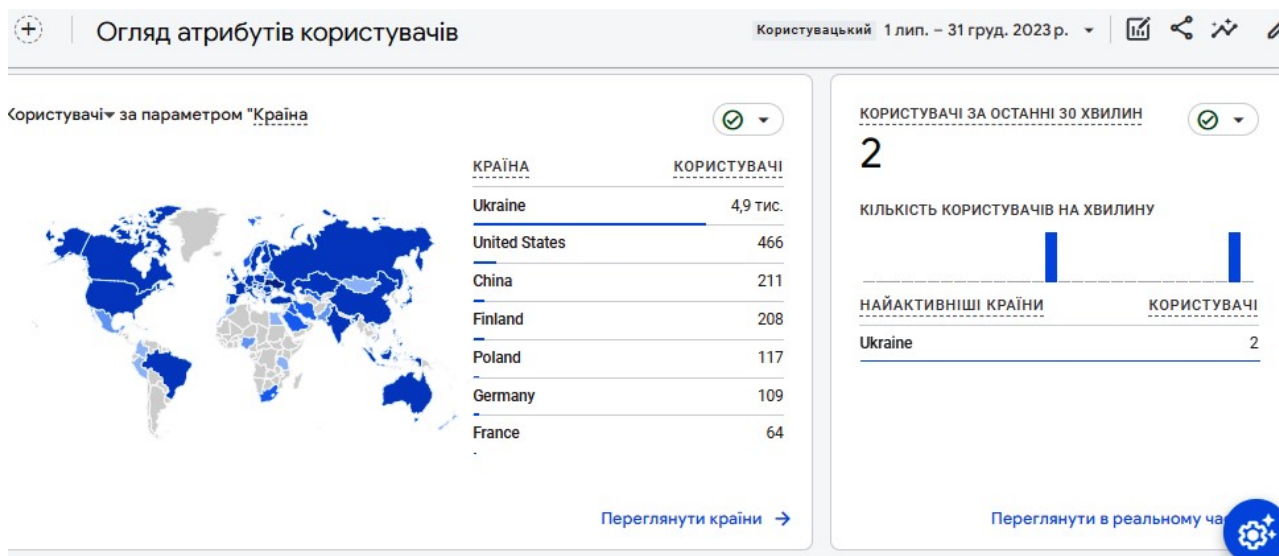 Огляд атрибутів користувачів
Користувацький 1 лип. – 31 груд. 2023 р.
Користувачі за параметром "Країна
КРАЇНА КОРИСТУВАЧІ
Ukraine 4,9 тис.
United States 466
China 211
Finland 208
Poland 117
Germany 109
France 64
Переглянути країни
КОРИСТУВАЧІ ЗА ОСТАННІ 30 ХВИЛИН
2
КІЛЬКІСТЬ КОРИСТУВАЧІВ НА ХВИЛИНУ
НАЙАКТИВНІШІ КРАЇНИ КОРИСТУВАЧІ
Ukraine 2
Переглянути в реальному ча